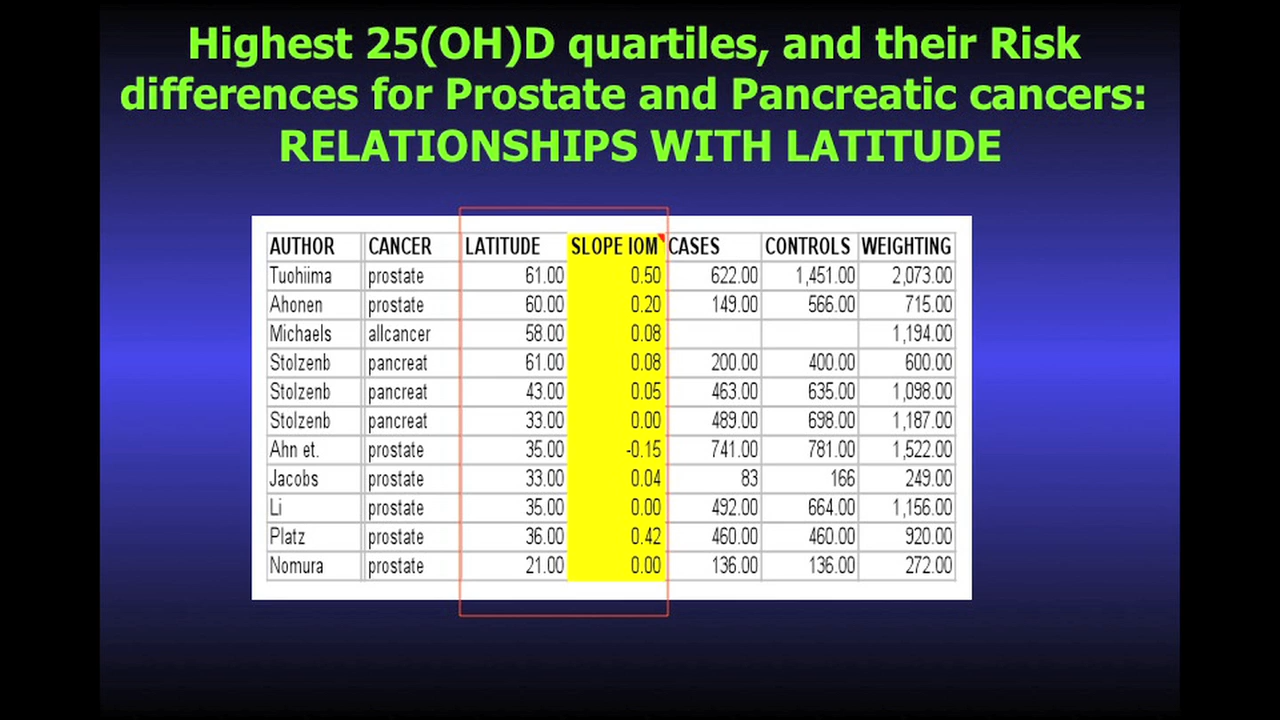 Highest 25(OH)D quartiles, and their Risk
differences for Prostate and Pancreatic cancers:
RELATIONSHIPS WITH LATITUDE
AUTHOR CANCER LATITUDE SLOPE IOM CASES CONTROLS WEIGHTING
Tuohiima prostate 61.00 0.50 622.00 1,451.00 2,073.00
Ahonen prostate 60.00 0.20 149.00 566.00 715.00
Michaels allcancer 58.00 0.08 1,194.00
Stolzenb pancreat 61.00 0.08 200.00 400.00 600.00
Stolzenb pancreat 43.00 0.05 463.00 635.00 1,098.00
Stolzenb pancreat 33.00 0.00 489.00 698.00 1,187.00
Ahn et. prostate 35.00 -0.15 741.00 781.00 1,522.00
Jacobs prostate 33.00 0.04 83 166 249.00
Li prostate 35.00 0.00 492.00 664.00 1,156.00
Platz prostate 36.00 0.42 460.00 460.00 920.00
Nomura prostate 21.00 0.00 136.00 136.00 272.00